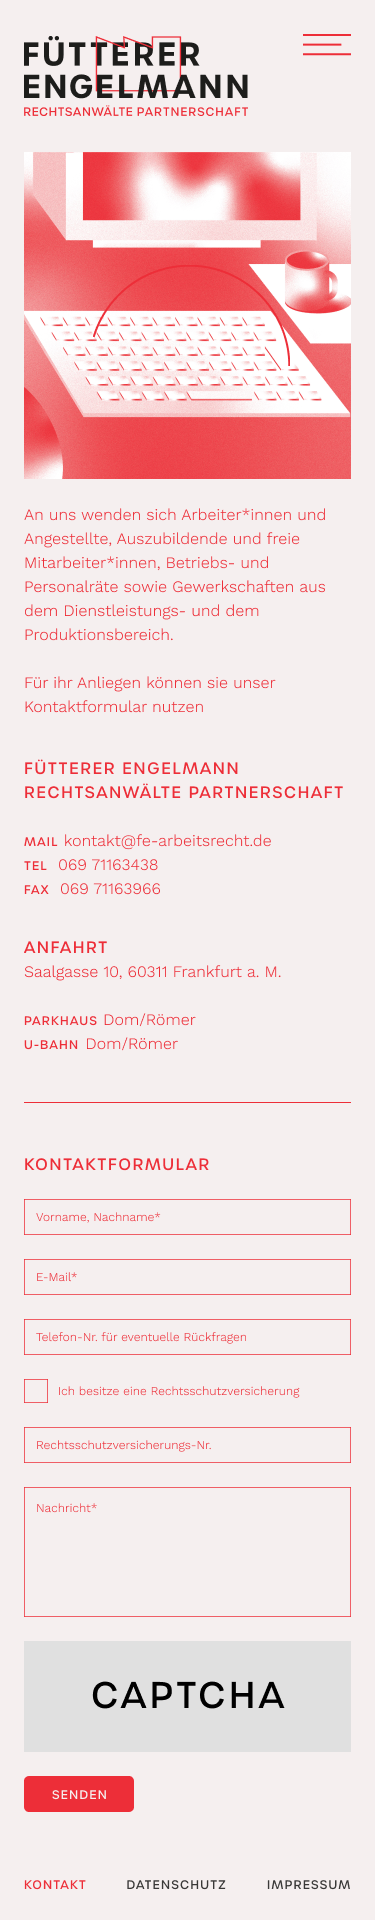 FÜTTERER
ENGELMANN
RECHTSANWÄLTE PARTNERSCHAFT
An uns wenden sich Arbeiter*innen und
Angestellte, Auszubildende und freie
Mitarbeiter*innen, Betriebs- und
Personalräte sowie Gewerkschaften aus
dem Dienstleistungs- und dem
Produktionsbereich.
Für ihr Anliegen können sie unser
Kontaktformular nutzen
FÜTTERER ENGELMANN
RECHTSANWÄLTE PARTNERSCHAFT
MAIL kontakt@fe-arbeitsrecht.de
TEL 069 71163438
FAX 069 71163966
ANFAHRT
Saalgasse 10, 60311 Frankfurt a. M.
PARKHAUS Dom/Römer
U-BAHN Dom/Römer
KONTAKTFORMULAR
Vorname, Nachname*
E-Mail*
Telefon-Nr. für eventuelle Rückfragen
Ich besitze eine Rechtsschutzversicherung
Rechtsschutzversicherungs-Nr.
Nachricht*
CAPTCHA
SENDEN
KONTAKT DATENSCHUTZ IMPRESSUM